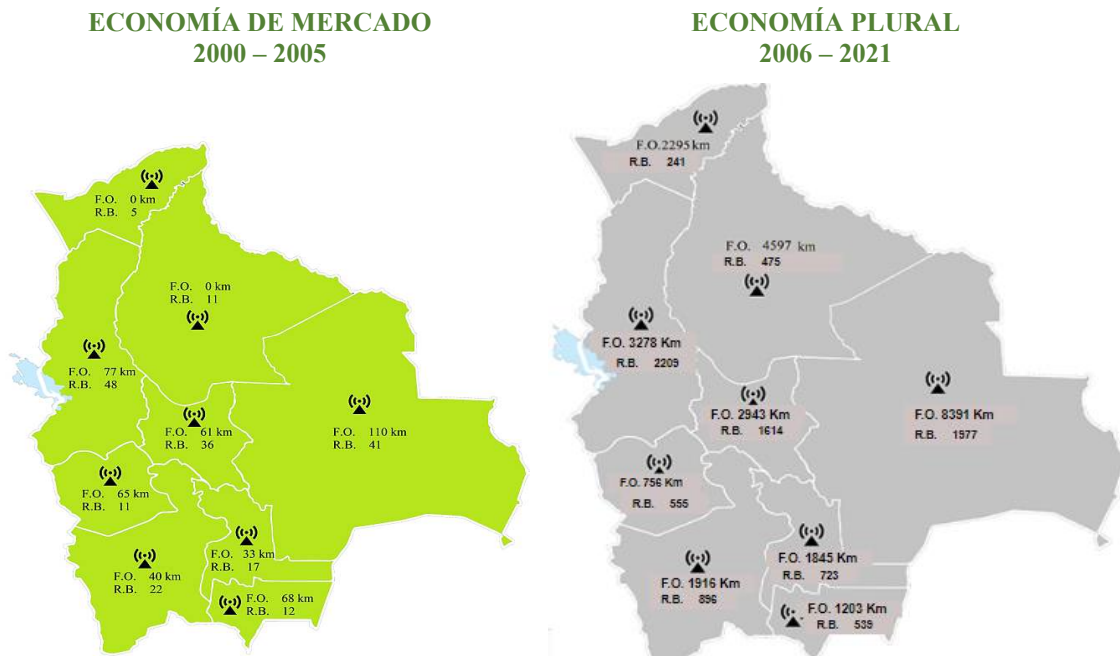 ECONOMÍA DE MERCADO
2000 – 2005
F.O. 0 km
R.B. 5
F.O. 0 km
R.B. 11
F.O. 77 km
R.B. 48
F.O. 61 km
R.B. 36
F.O. 110 km
R.B. 41
F.O. 65 km
R.B. 11
F.O. 33 km
R.B. 17
F.O. 40 km
R.B. 22
F.O. 68 km
R.B. 12
ECONOMÍA PLURAL
2006 – 2021
F.O.2295 km
R.B. 241
F.O. 4597 km
R.B. 475
F.O. 3278 Km
R.B. 2209
F.O. 2943 Km
R.B. 1614
F.O 8391 Km
R.B. 1977
F.O. 756 Km
R.B. 555
F.O. 1845 Km
R.B. 723
F.O. 1916 Km
R.B. 896
F.O. 1203 Km
R.B. 539